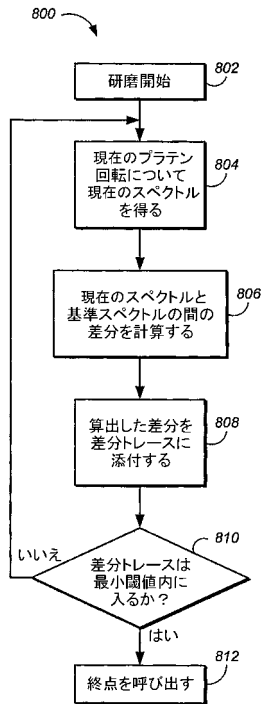 800
802
研磨開始
804
現在のプラテン
回転について
現在のスペクトル
を得る
806
現在のスペクトルと
基準スペクトルの間の
差分を計算する
808
算出した差分を
差分トレースに
添付する
810
差分トレースは
最小閾値内に
入るか?
いいえ
はい
812
終点を呼び出す